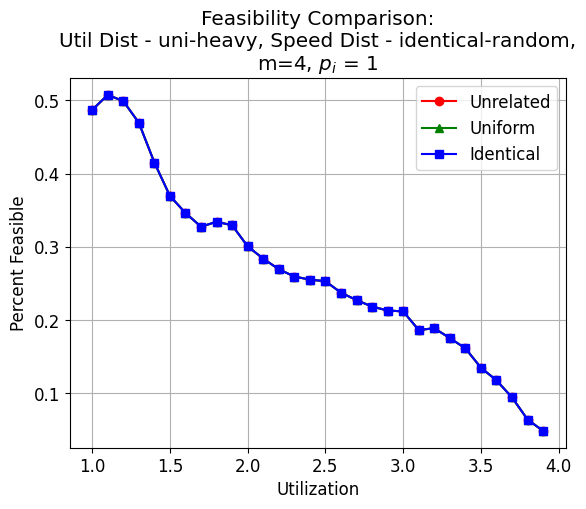 Feasibility Comparison:
Util Dist - uni-heavy, Speed Dist - identical-random,
m=4, $p_i$ = 1
Unrelated
Uniform
Identical
Percent Feasible
0.5
0.4
0.3
0.2
0.1
1.0 1.5 2.0 2.5 3.0 3.5 4.0
Utilization